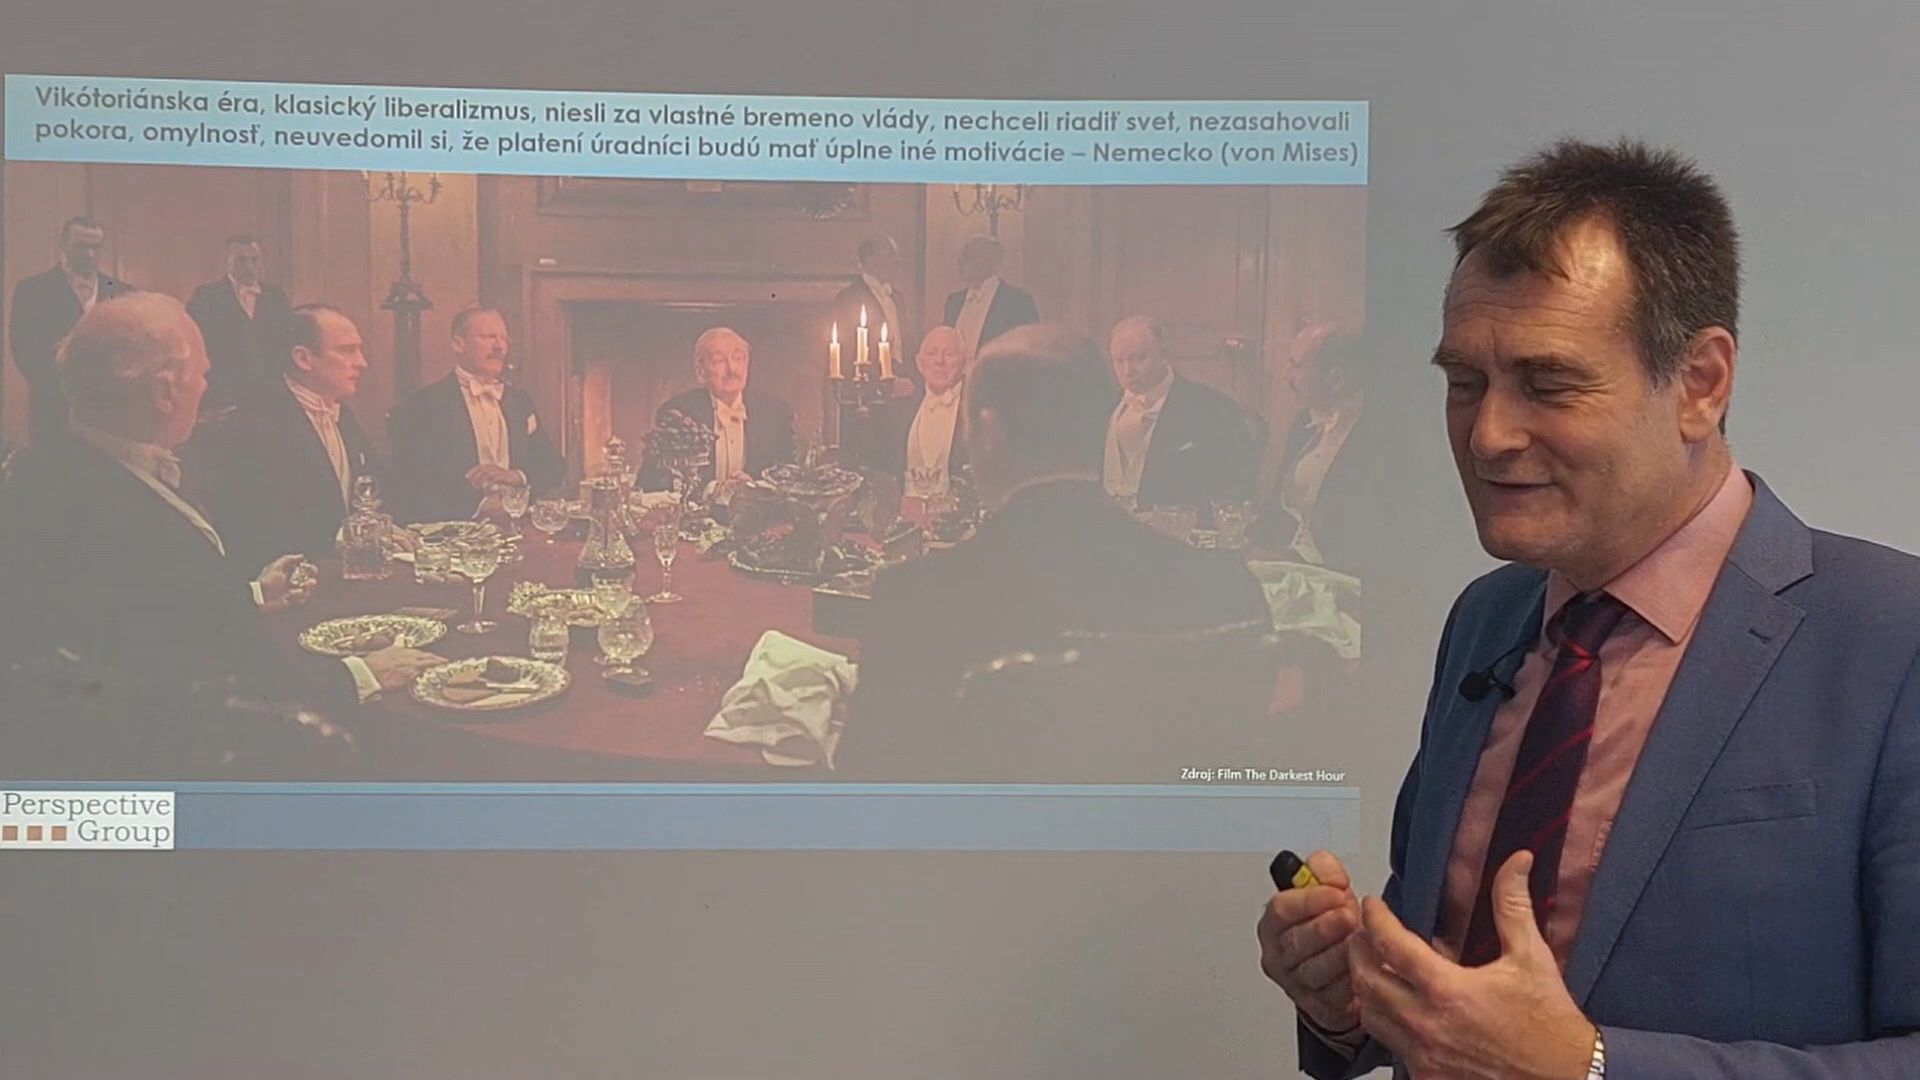 Vikótoriánska éra, klasický liberalizmus, niesli za vlastné bremeno vlády, nechceli riadiť svet, nezasahovali
pokora, omylnosť, neuvedomil si, že platení úradníci budú mať úplne iné motivácie – Nemecko (von Mises)
Zdroj: Film The Darkest Hour
Perspective
Group